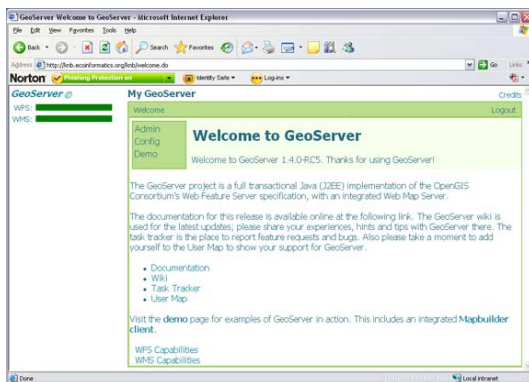 GeoServer Welcome to GeoServer - Microsoft Internet Explorer
File Edit View Favorites Tools Help
Back Search Favorites
Address http://knb.ecoinformatics.org/knb/welcome.do Go Links
Norton Phishing Protection on Identity Safe Log-ins
GeoServer My GeoServer Credits
WFS:
WMS:
Welcome Logout
Admin
Config
Demo
Welcome to GeoServer
Welcome to GeoServer 1.4.0-RC5. Thanks for using GeoServer!
The GeoServer project is a full transactional Java (J2EE) implementation of the OpenGIS
Consortium's Web Feature Server specification, with an integrated Web Map Server.
The documentation for this release is available online at the following link. The GeoServer wiki is
used for the latest updates; please share your experiences, hints and tips with GeoServer there. The
task tracker is the place to report feature requests and bugs. Also please take a moment to add
yourself to the User Map to show your support for GeoServer.
• Documentation
• Wiki
• Task Tracker
• User Map
Visit the demo page for examples of GeoServer in action. This includes an integrated Mapbuilder
client.
WFS Capabilities
WMS Capabilities
Done Local intranet